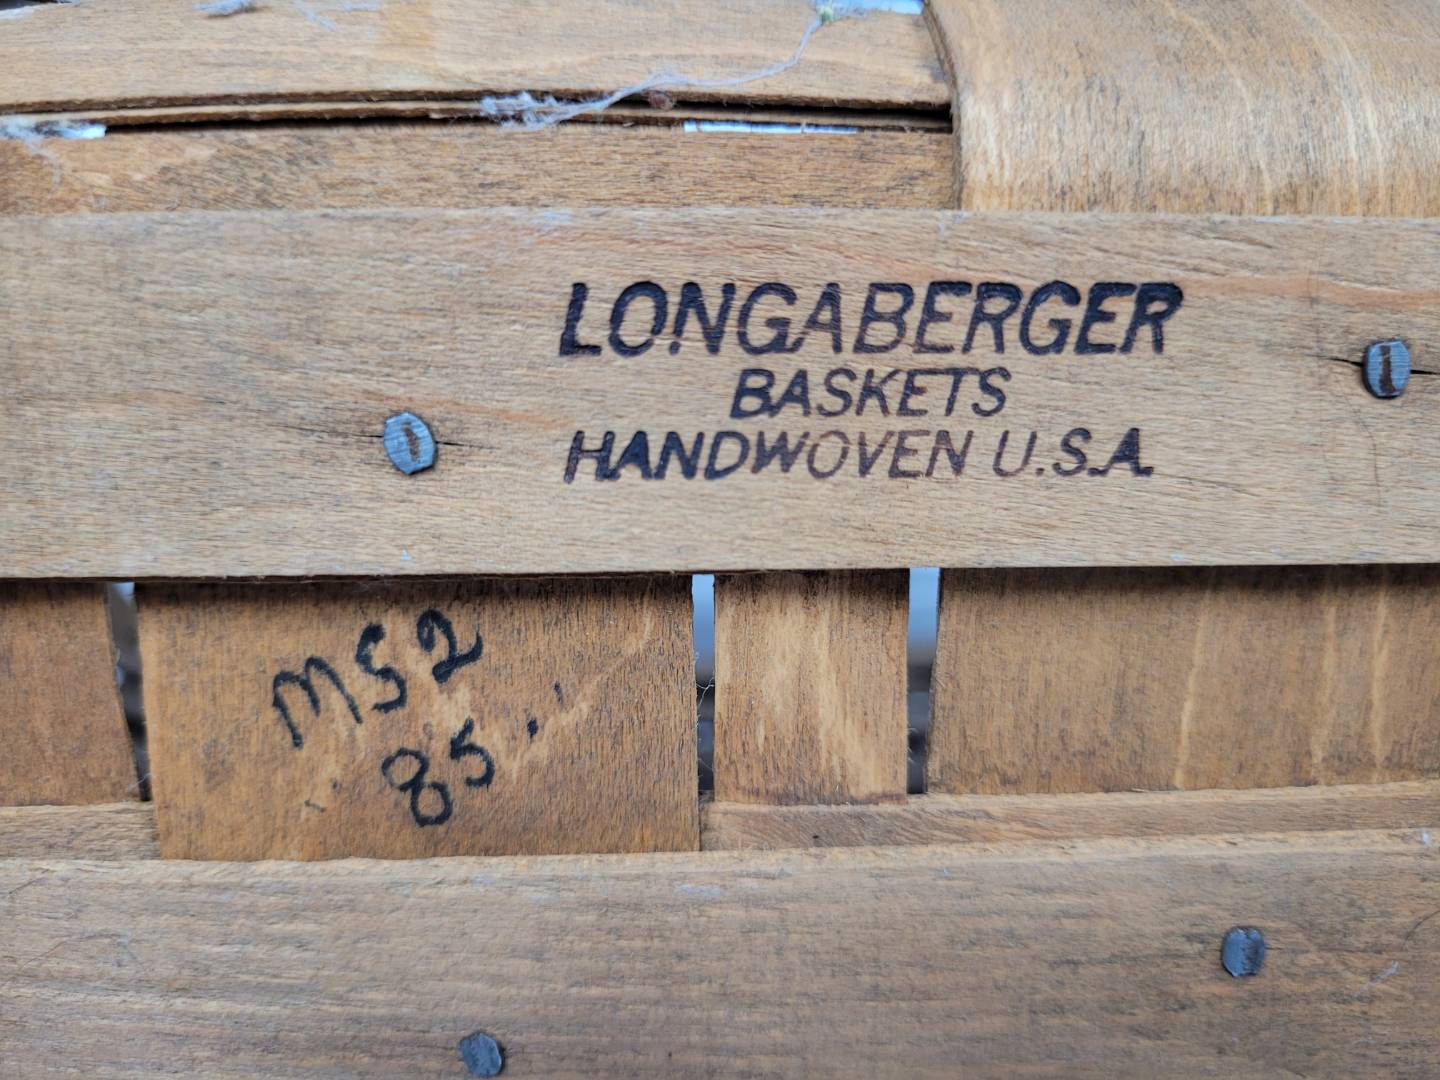 LONGABERGER
BASKETS
HANDWOVEN U.S.A.
MS2
85